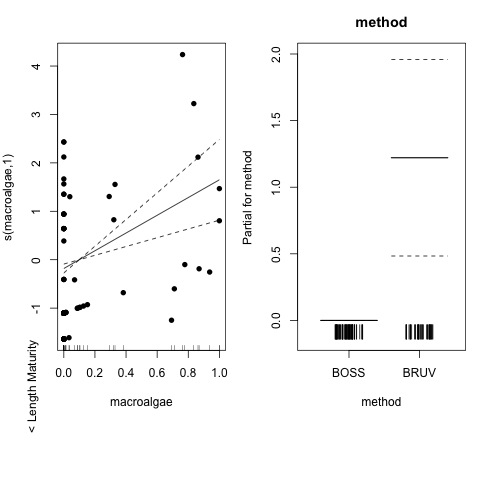 method
s(macroalgae,1)
4
3
2
1
0
-1
0.0 0.2 0.4 0.6 0.8 1.0
macroalgae
< Length Maturity
Partial for method
2.0
1.5
1.0
0.5
0.0
BOSS BRUV
method